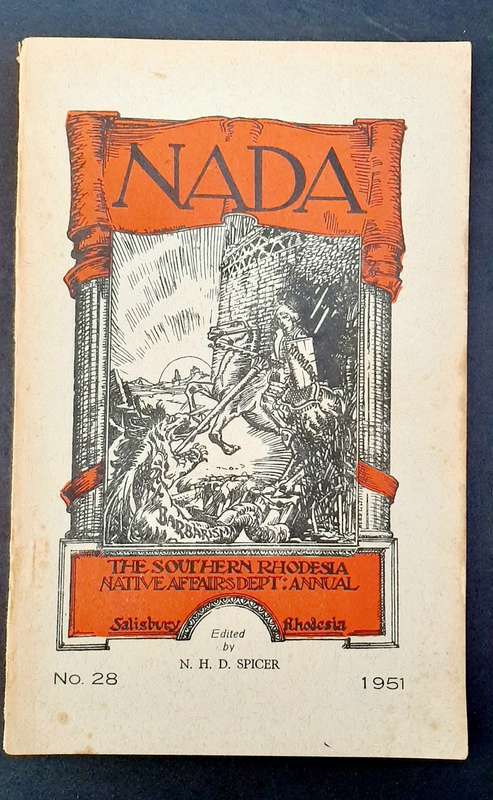 NADA
BARBARISM
THE SOUTHERN RHODESIA
NATIVE AFFAIRS DEPT: ANNUAL
Salisbury Rhodesia
Edited
by
N. H. D. SPICER
No. 28
1951